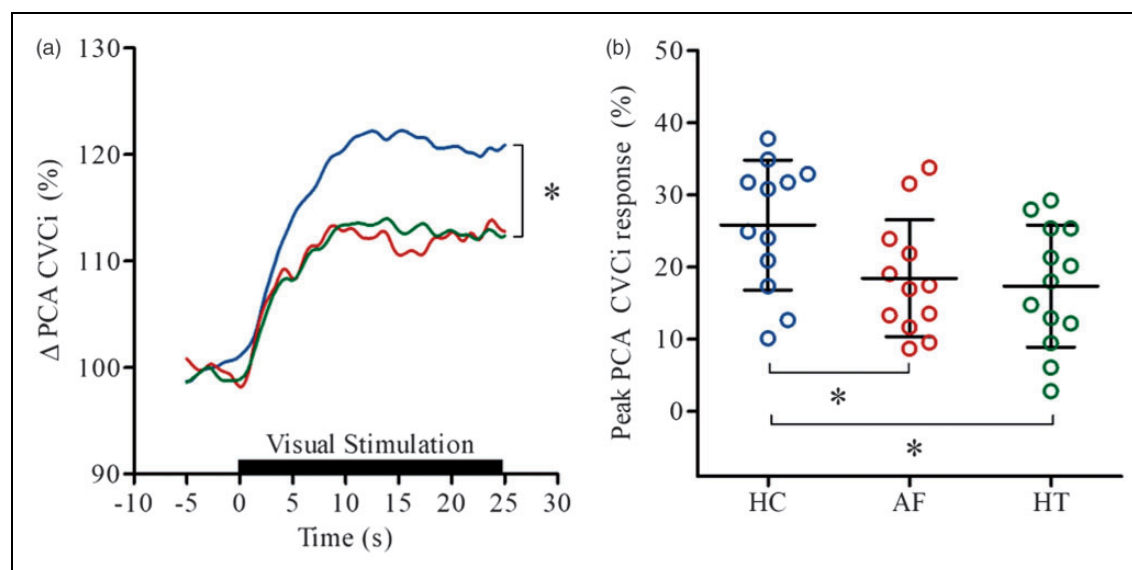 (a)
Δ PCA CVCi (%)
130
120
110
100
90
*
Visual Stimulation
-10 -5 0 5 10 15 20 25 30
Time (s)
(b)
Peak PCA CVCi response (%)
50
40
30
20
10
0
*
*
HC AF HT